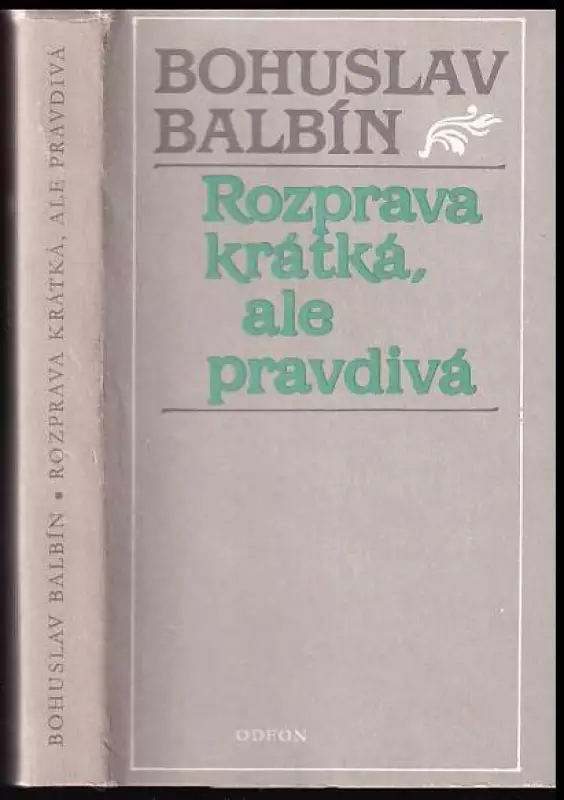 BOHUSLAV BALBÍN • ROZPRAVA KRÁTKÁ, ALE PRAVDIVÁ
BOHUSLAV
BALBÍN
Rozprava
krátká,
ale
pravdivá
ODEON